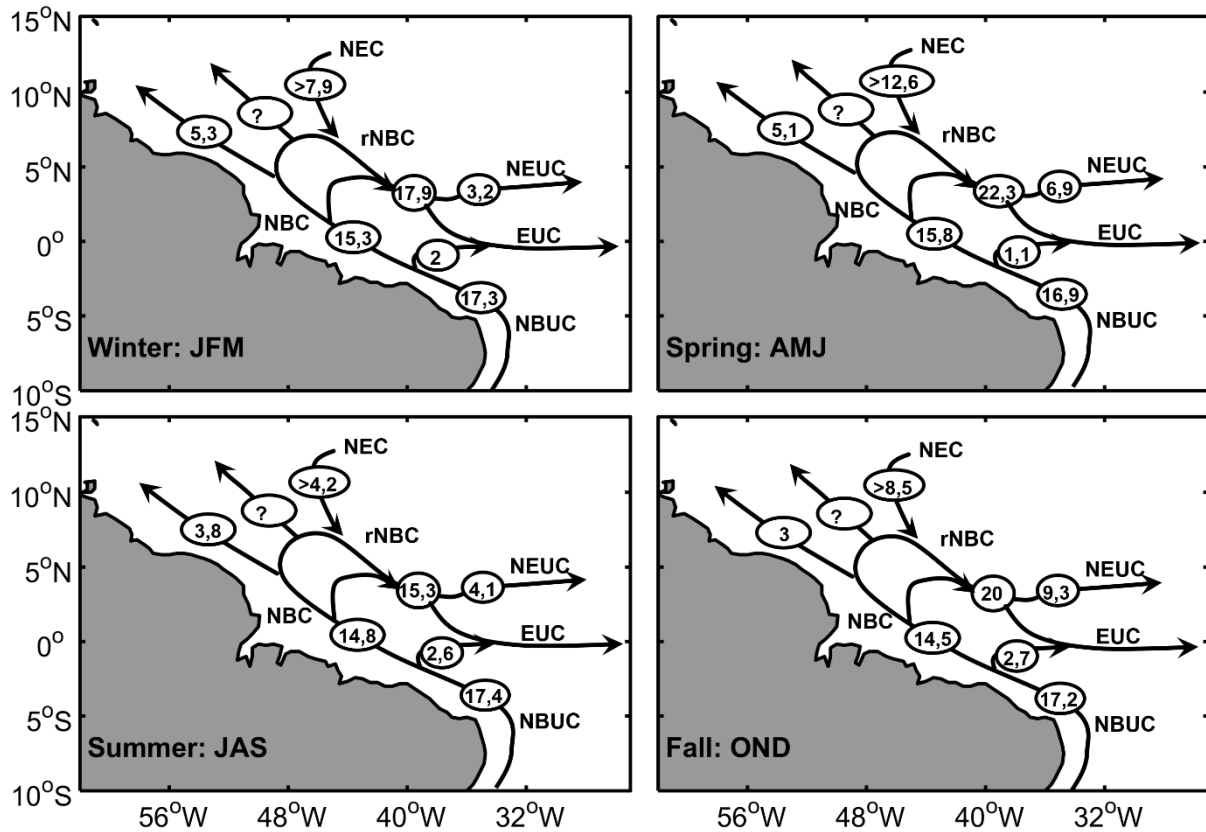 15°N
10°N
5°N
0°
5°S
10°S
NEC
>7,9
?
5,3
rNBC
NEUC
17,9
3,2
NBC
15,3
EUC
2
17,3
NBUC
Winter: JFM
56°W
48°W
40°W
32°W
NEC
>12,6
?
5,1
rNBC
NEUC
22,3
6,9
NBC
15,8
EUC
1,1
16,9
NBUC
Spring: AMJ
15°N
10°N
5°N
0°
5°S
10°S
NEC
>4,2
?
3,8
rNBC
NEUC
15,3
4,1
NBC
14,8
EUC
2,6
17,4
NBUC
Summer: JAS
56°W
48°W
40°W
32°W
NEC
>8,5
?
3
rNBC
NEUC
20
9,3
NBC
14,5
EUC
2,7
17,2
NBUC
Fall: OND
56°W
48°W
40°W
32°W